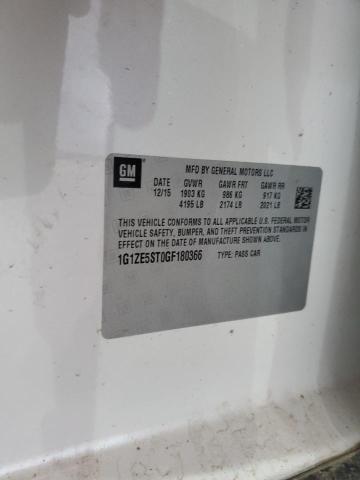 GM
MFD BY GENERAL MOTORS LLC
DATE GVWR GAWR FRT GAWR RR
12/15 1903 KG 986 KG 917 KG
4195 LB 2174 LB 2021 LB
THIS VEHICLE CONFORMS TO ALL APPLICABLE U.S. FEDERAL MOTOR
VEHICLE SAFETY, BUMPER, AND THEFT PREVENTION STANDARDS
IN EFFECT ON THE DATE OF MANUFACTURE SHOWN ABOVE.
1G1ZE5ST0GF180366 TYPE: PASS CAR